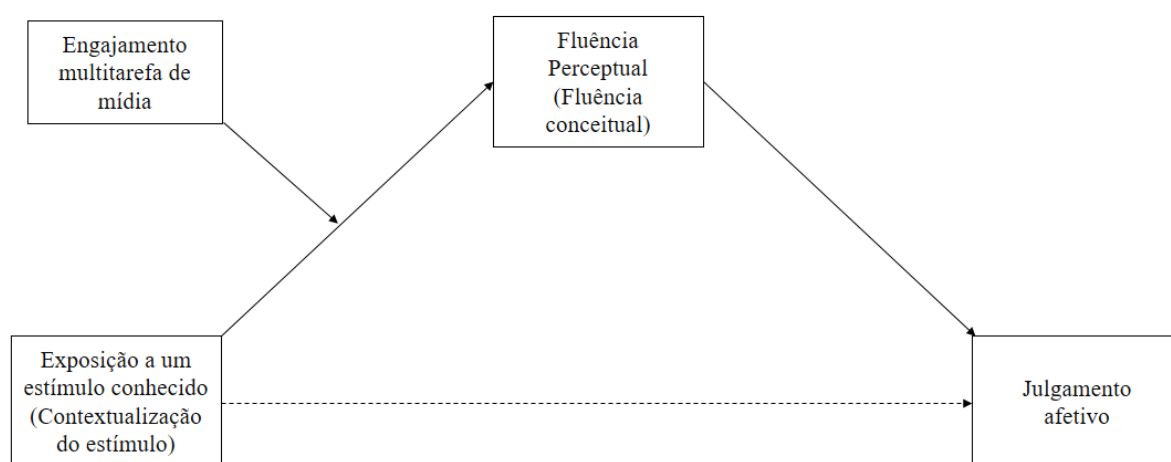 Engajamento
multitarefa de
mídia
Fluência
Perceptual
(Fluência
conceitual)
Exposição a um
estímulo conhecido
(Contextualização
do estímulo)
Julgamento
afetivo